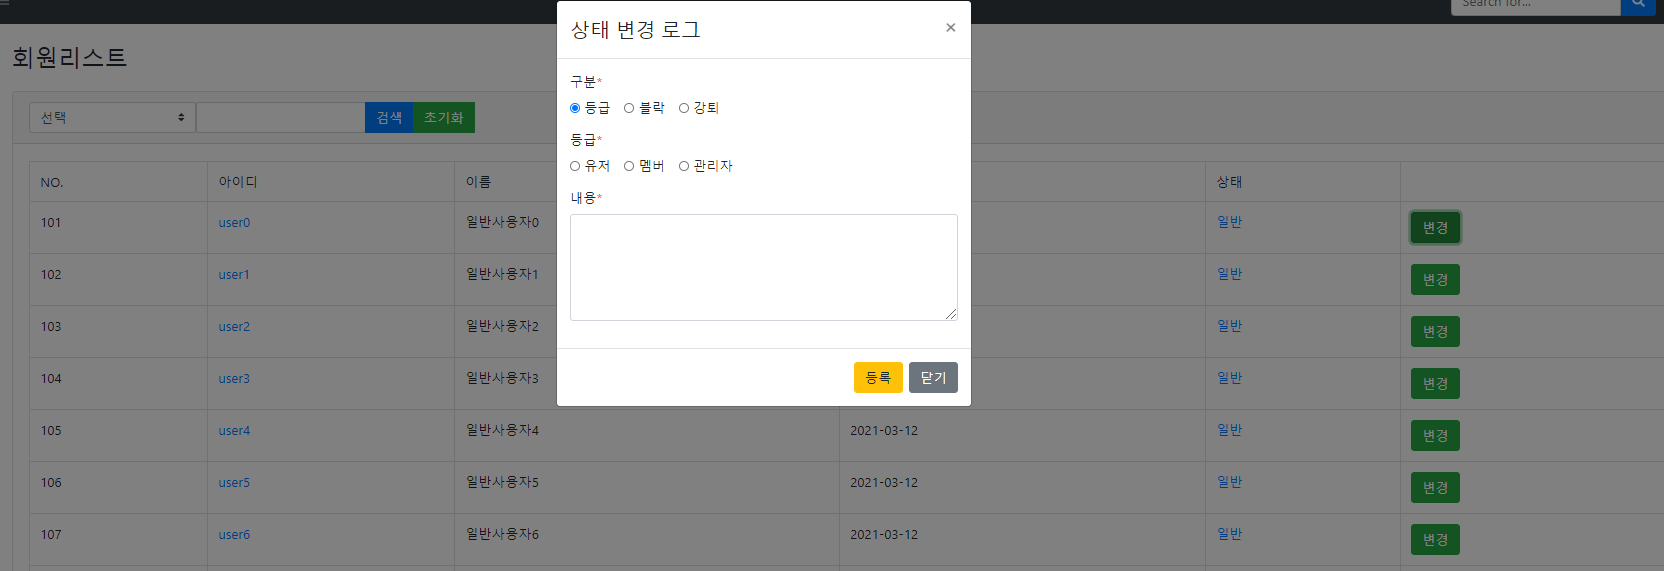 Search for...
상태 변경 로그
×
회원리스트
구분*
등급 블락 강퇴
선택 검색 초기화
등급*
유저 멤버 관리자
NO. 아이디 이름 상태
내용*
101 user0 일반사용자0 일반 변경
102 user1 일반사용자1 일반 변경
103 user2 일반사용자2 일반 변경
104 user3 일반사용자3 일반 변경
등록 닫기
105 user4 일반사용자4 2021-03-12 일반 변경
106 user5 일반사용자5 2021-03-12 일반 변경
107 user6 일반사용자6 2021-03-12 일반 변경